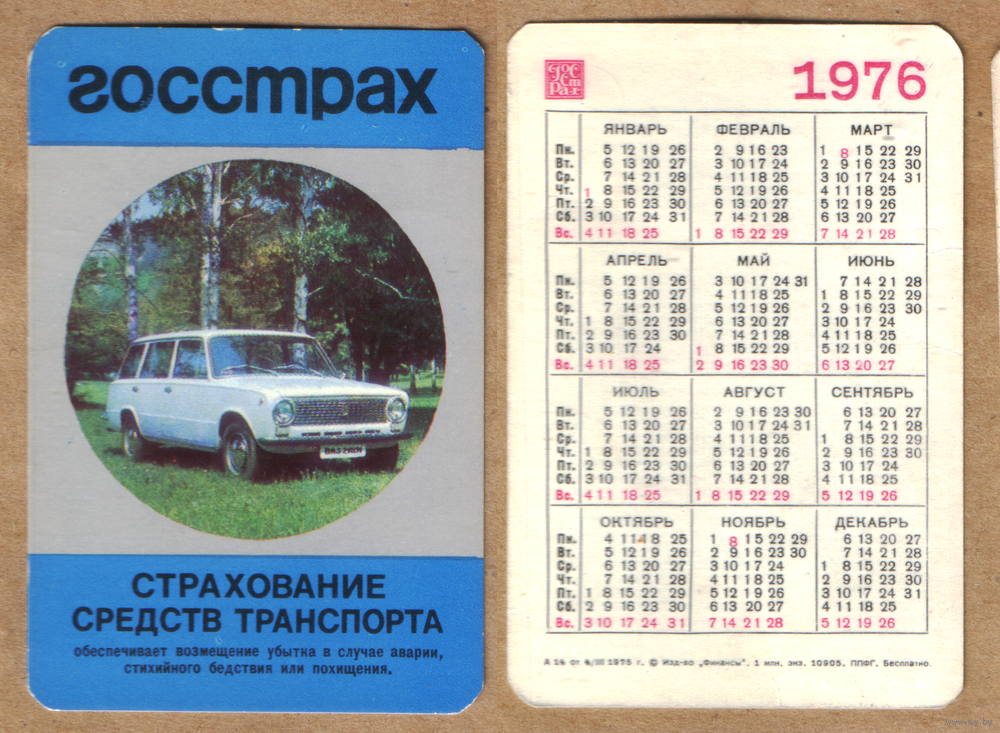 госстрах
ВАЗ 21011
СТРАХОВАНИЕ
СРЕДСТВ ТРАНСПОРТА
обеспечивает возмещение убытка в случае аварии,
стихийного бедствия или похищения.
Гос
Ст
Рах
1976
ЯНВАРЬ ФЕВРАЛЬ МАРТ
Пн. 5 12 19 26 2 9 16 23 1 8 15 22 29
Вт. 6 13 20 27 3 10 17 24 2 9 16 23 30
Ср. 7 14 21 28 4 11 18 25 3 10 17 24 31
Чт. 1 8 15 22 29 5 12 19 26 4 11 18 25
Пт. 2 9 16 23 30 6 13 20 27 5 12 19 26
Сб. 3 10 17 24 31 7 14 21 28 6 13 20 27
Вс. 4 11 18 25 1 8 15 22 29 7 14 21 28
АПРЕЛЬ МАЙ ИЮНЬ
Пн. 5 12 19 26 3 10 17 24 31 7 14 21 28
Вт. 6 13 20 27 4 11 18 25 1 8 15 22 29
Ср. 7 14 21 28 5 12 19 26 2 9 16 23 30
Чт. 1 8 15 22 29 6 13 20 27 3 10 17 24
Пт. 2 9 16 23 30 7 14 21 28 4 11 18 25
Сб. 3 10 17 24 1 8 15 22 29 5 12 19 26
Вс. 4 11 18 25 2 9 16 23 30 6 13 20 27
ИЮЛЬ АВГУСТ СЕНТЯБРЬ
Пн. 5 12 19 26 2 9 16 23 30 6 13 20 27
Вт. 6 13 20 27 3 10 17 24 31 7 14 21 28
Ср. 7 14 21 28 4 11 18 25 1 8 15 22 29
Чт. 1 8 15 22 29 5 12 19 26 2 9 16 23 30
Пт. 2 9 16 23 30 6 13 20 27 3 10 17 24
Сб. 3 10 17 24 31 7 14 21 28 4 11 18 25
Вс. 4 11 18 25 1 8 15 22 29 5 12 19 26
ОКТЯБРЬ НОЯБРЬ ДЕКАБРЬ
Пн. 4 11 18 25 1 8 15 22 29 6 13 20 27
Вт. 5 12 19 26 2 9 16 23 30 7 14 21 28
Ср. 6 13 20 27 3 10 17 24 1 8 15 22 29
Чт. 7 14 21 28 4 11 18 25 2 9 16 23 30
Пт. 1 8 15 22 29 5 12 19 26 3 10 17 24 31
Сб. 2 9 16 23 30 6 13 20 27 4 11 18 25
Вс. 3 10 17 24 31 7 14 21 28 5 12 19 26
А 14 от 4/III 1975 г. © Изд-во „Финансы". 1 млн. экз. 10905. ППФГ. Бесплатно.